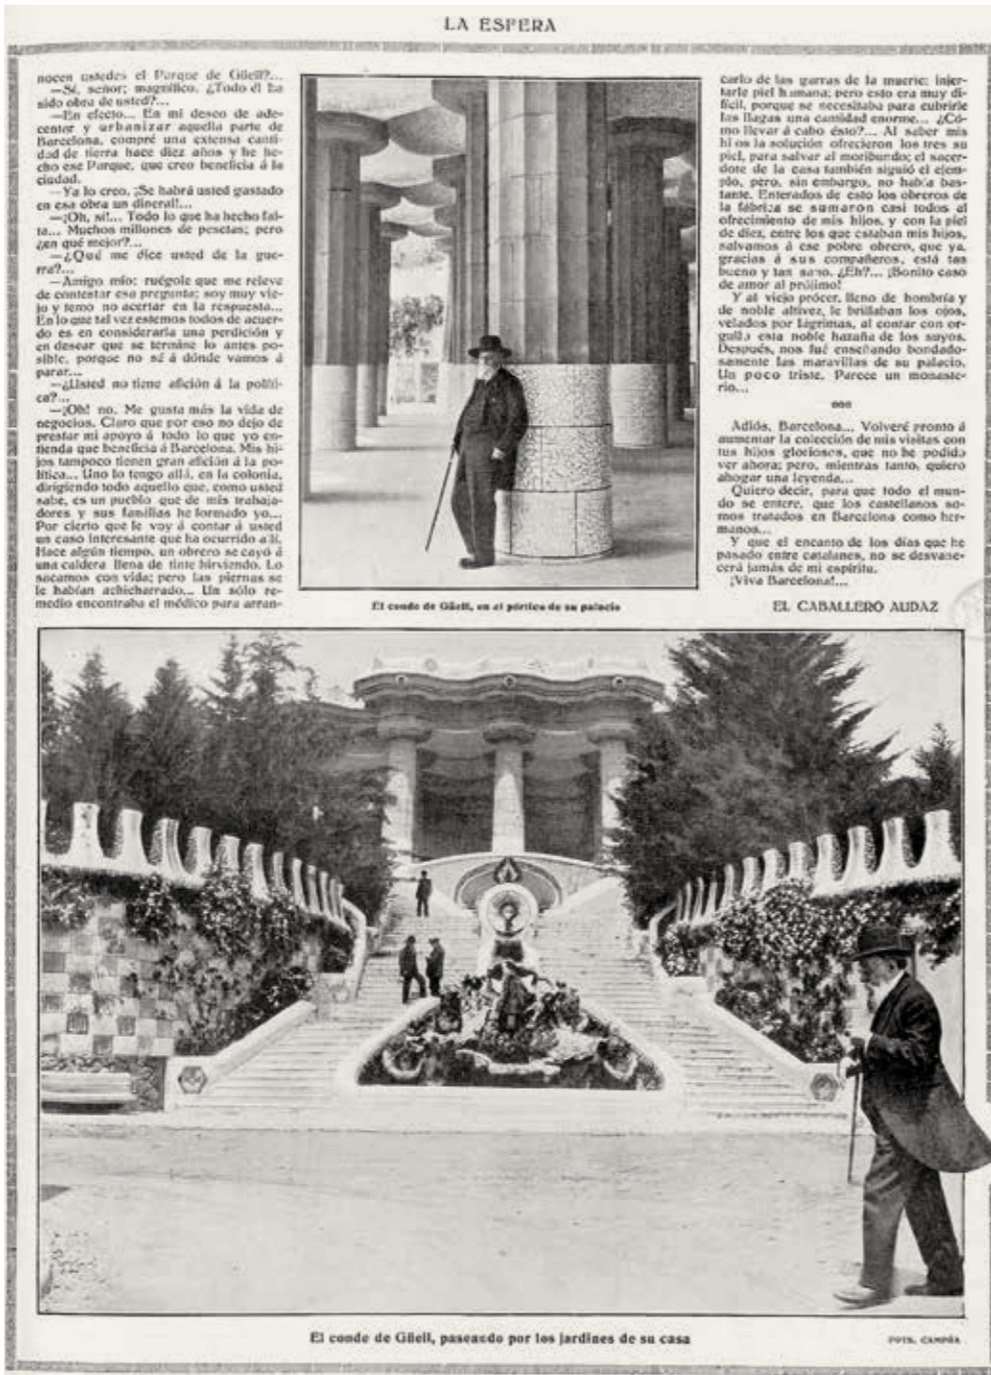 LA ESFERA
nocen ustedes el Parque de Güell?...
—Sí, señor; magnífico. ¿Todo él ha
sido obra de usted?...
—En efecto... En mi deseo de ade-
centar y urbanizar aquella parte de
Barcelona, compré una extensa canti-
dad de tierra hace diez años y he he-
cho ese Parque, que creo beneficia á la
ciudad.
—Ya lo creo. ¡Se habrá usted gastado
en esa obra un dineral!...
—¡Oh, sí!... Todo lo que ha hecho fal-
ta... Muchos millones de pesetas; pero
¿en qué mejor?...
—¿Qué me dice usted de la gue-
rra?...
—Amigo mío: ruégole que me releve
de contestar esa pregunta; soy muy vie-
jo y temo no acertar en la respuesta...
En lo que tal vez estemos todos de acuer-
do es en considerarla una perdición y
en desear que se termine lo antes po-
sible, porque no sé á dónde vamos á
parar...
—¿Usted no tiene afición á la políti-
ca?...
—¡Oh! no. Me gusta más la vida de
negocios. Claro que por eso no dejo de
prestar mi apoyo á todo lo que yo en-
tienda que beneficia á Barcelona. Mis hi-
jos tampoco tienen gran afición á la po-
lítica... Uno lo tengo allá, en la colonia,
dirigiendo todo aquello que, como usted
sabe, es un pueblo que de mis trabaja-
dores y sus familias he formado yo...
Por cierto que le voy á contar á usted
un caso interesante que ha ocurrido allí.
Hace algún tiempo, un obrero se cayó á
una caldera llena de tinte hirviendo. Lo
sacamos con vida; pero las piernas se
le habían achicharrado... Un sólo re-
medio encontraba el médico para arran-
El conde de Güell, en el pórtico de su palacio
carlo de las garras de la muerte: injer-
tarle piel humana; pero esto era muy di-
fícil, porque se necesitaba para cubrirle
las llagas una cantidad enorme... ¿Có-
mo llevar á cabo ésto?... Al saber mis
hijos la solución ofrecieron los tres su
piel, para salvar al moribundo; el sacer-
dote de la casa también siguió el ejem-
plo, pero, sin embargo, no había bas-
tante. Enterados de esto los obreros de
la fábrica se sumaron casi todos al
ofrecimiento de mis hijos, y con la piel
de diez, entre los que estaban mis hijos,
salvamos á ese pobre obrero, que ya,
gracias á sus compañeros, está tan
bueno y tan sano. ¿Eh?... ¡Bonito caso
de amor al prójimo!
Y al viejo prócer, lleno de hombría y
de noble altivez, le brillaban los ojos,
velados por lágrimas, al contar con or-
gullo esta noble hazaña de los suyos.
Después, nos fué enseñando bondado-
samente las maravillas de su palacio.
Un poco triste. Parece un monaste-
rio...
Adiós, Barcelona... Volveré pronto á
aumentar la colección de mis visitas con
tus hijos gloriosos, que no he podido
ver ahora; pero, mientras tanto, quiero
ahogar una leyenda...
Quiero decir, para que todo el mun-
do se entere, que los castellanos so-
mos tratados en Barcelona como her-
manos...
Y que el encanto de los días que he
pasado entre catalanes, no se desvane-
cerá jamás de mi espíritu.
¡Viva Barcelona!...
EL CABALLERO AUDAZ
El conde de Güell, paseando por los jardines de su casa
FOTS. CAMPÚA